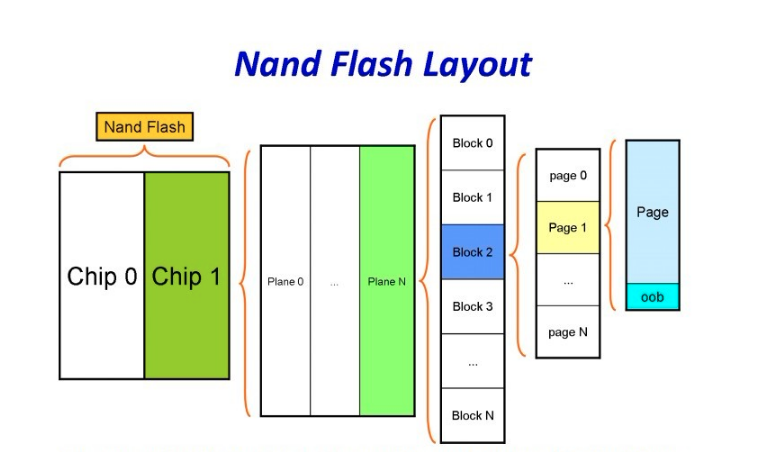 Nand Flash Layout
Nand Flash
Chip 0
Chip 1
Plane 0
...
Plane N
Block 0
Block 1
Block 2
Block 3
...
Block N
page 0
Page 1
...
page N
Page
oob